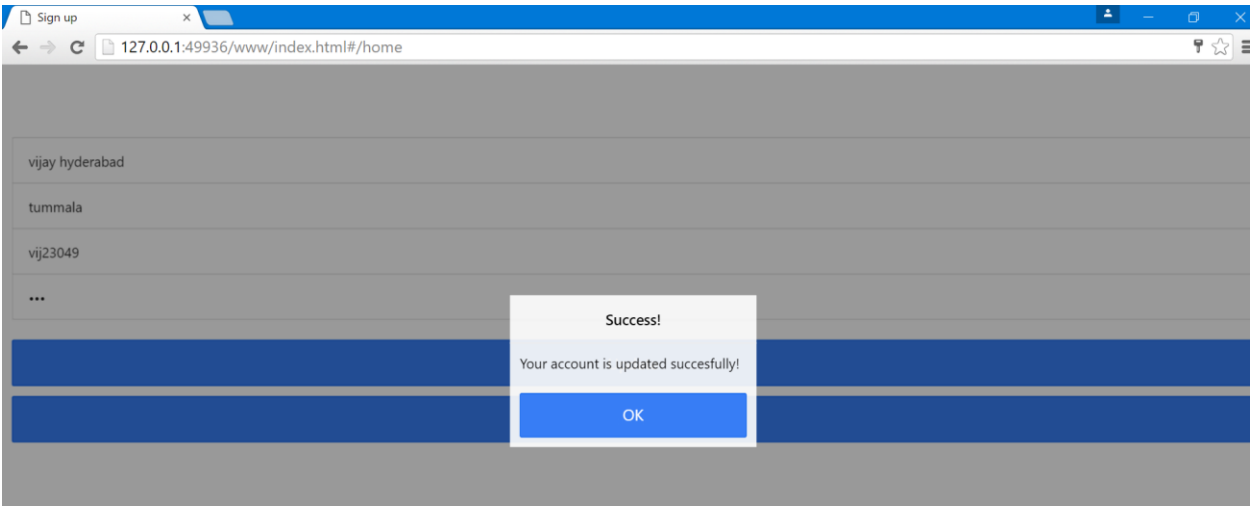 Sign up
127.0.0.1:49936/www/index.html#/home
vijay hyderabad
tummala
vij23049
•••
Success!
Your account is updated succesfully!
OK